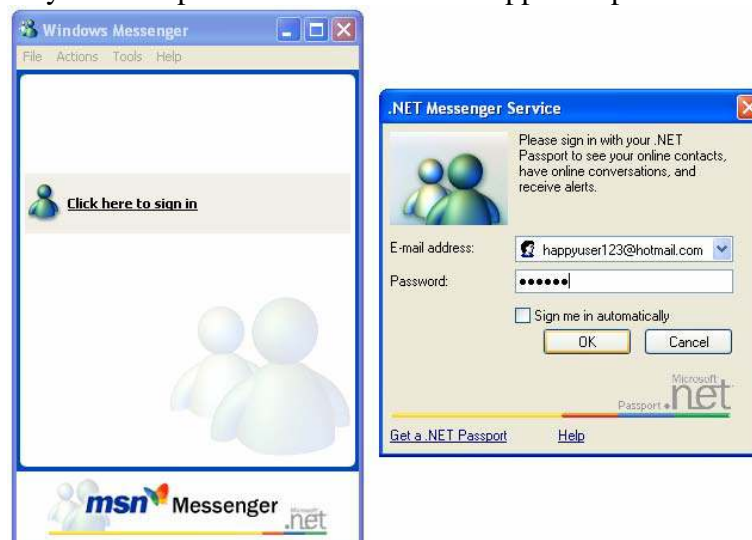 Windows Messenger
File Actions Tools Help
Click here to sign in
msn Messenger
Microsoft
.net
.NET Messenger Service
Please sign in with your .NET
Passport to see your online contacts,
have online conversations, and
receive alerts.
E-mail address:
happyuser123@hotmail.com
Password:
●●●●●●
Sign me in automatically
OK Cancel
Microsoft
Passport .net
Get a .NET Passport Help